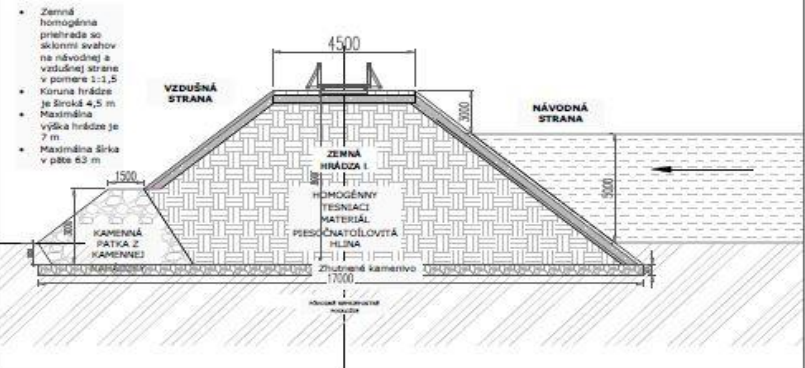 Zemná
homogénna
priehrada so
sklonmi svahov
na návodnej a
vzdušnej strane
v pomere 1:1,5
Koruna hrádze
je široká 4,5 m
Maximálna
výška hrádze je
7 m
Maximálna šírka
v päte 63 m
4500
VZDUŠNÁ
STRANA
NÁVODNÁ
STRANA
3000
ZEMNÁ
HRÁDZA I.
1500
5000
HOMOGÉNNY
TESNIACI
MATERIÁL
PIESOČNATOÍLOVITÁ
HLINA
KAMENNÁ
PATKA Z
KAMENNEJ
NAHÁDZKY
Zhutnené kamenivo
17000